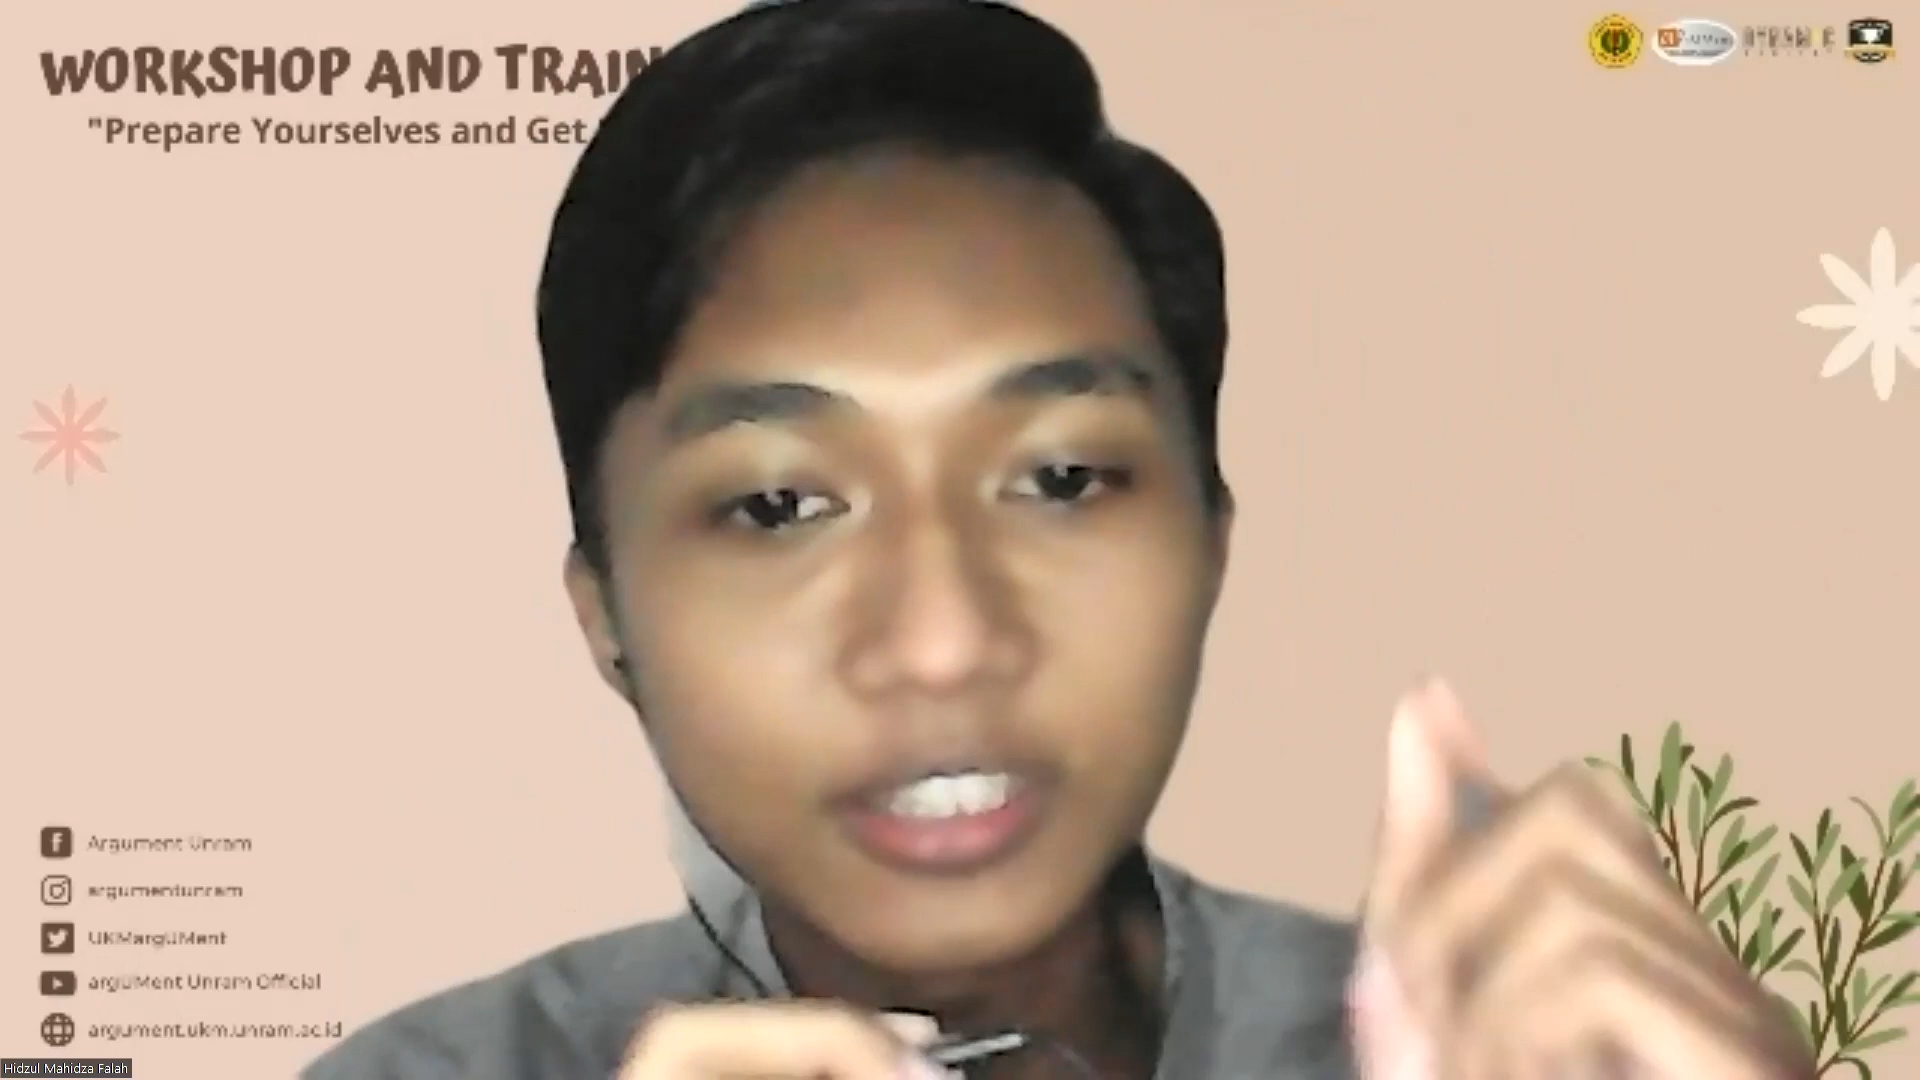 WORKSHOP AND TRAIN
"Prepare Yourselves and Get
Argument Unram
argumentunram
UKMargUMent
argUMent Unram Official
argument.ukm.unram.ac.id
Hidzul Mahidza Falah